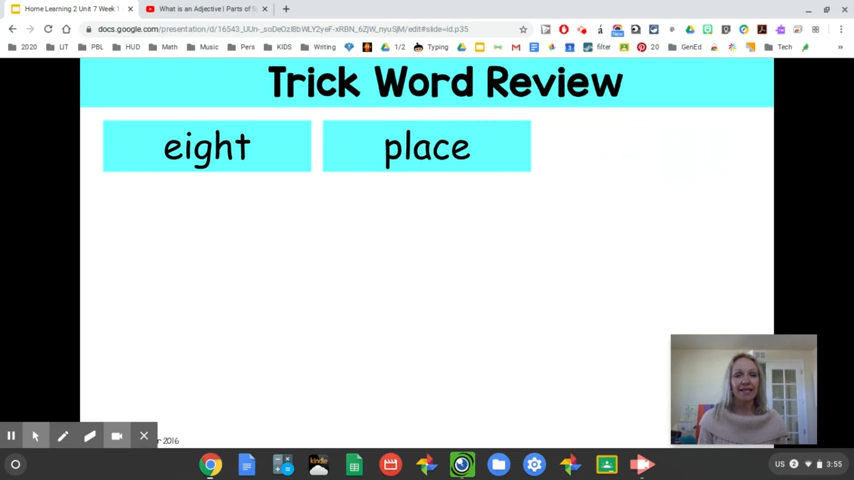 Home Learning 2 Unit 7 Week 1
What is an Adjective | Parts of S
docs.google.com/presentation/d/16543_UUn-_soDeOzIBbWLY2yeF-xRBN_6ZjW_nyuSjM/edit#slide=id.p35
2020 LIT PBL HUD Math Music Pers KIDS Writing 1/2 Typing filter 20 GenEd Tech
Trick Word Review
eight place
r 2016
US 2 3:55